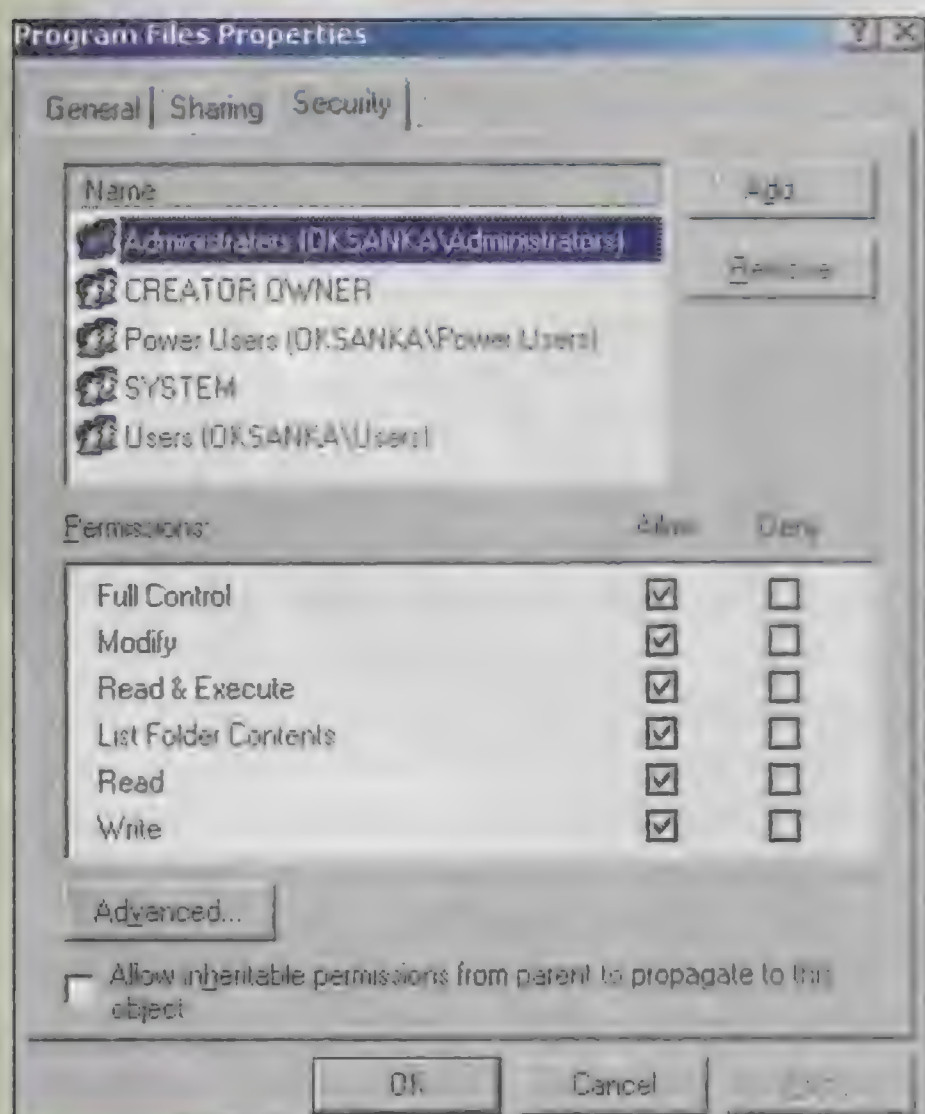 Program Files Properties
General Sharing Security
Name
Add...
Administrators (OKSANKA\Administrators)
Remove
CREATOR OWNER
Power Users (OKSANKA\Power Users)
SYSTEM
Users (OKSANKA\Users)
Permissions: Allow Deny
Full Control
Modify
Read & Execute
List Folder Contents
Read
Write
Advanced...
Allow inheritable permissions from parent to propagate to this
object
OK Cancel